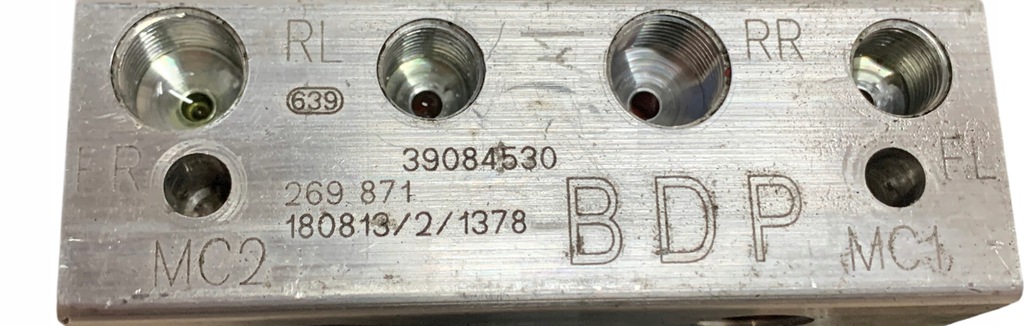 RL
RR
639
FR
FL
39084530
269 871
180813/2/1378
BDP
MC2
MC1